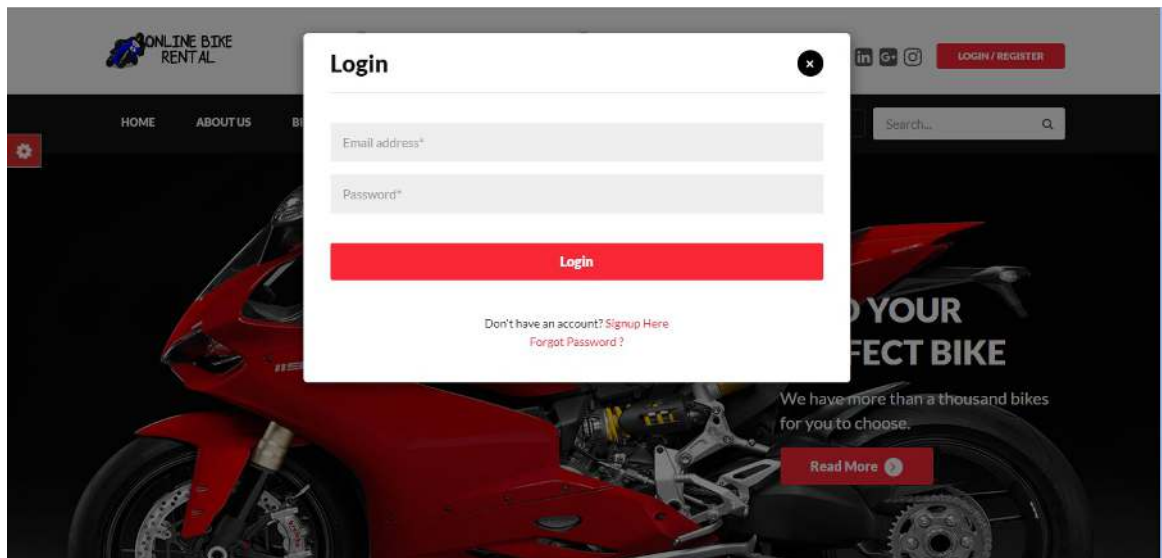 ONLINE BIKE
RENTAL
LOGIN / REGISTER
Login
HOME ABOUT US
Search...
Email address*
Password*
Login
Don't have an account? Signup Here
Forgot Password ?
YOUR
BIKE
We have more than a thousand bikes
for you to choose.
Read More